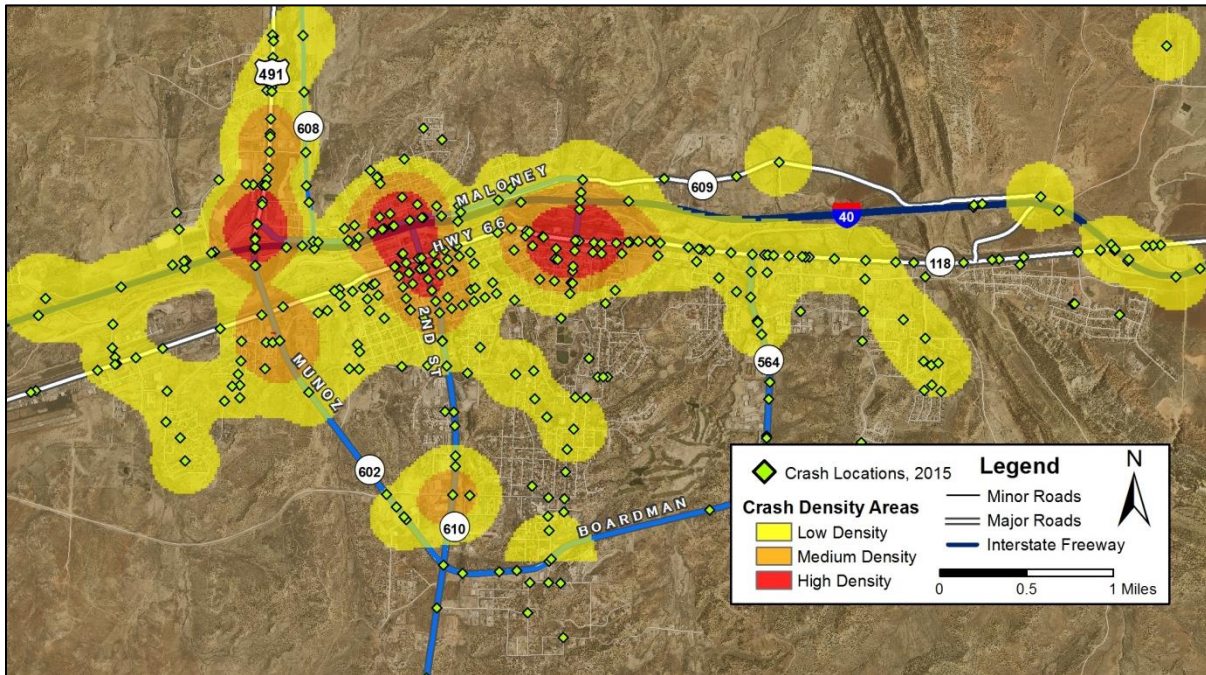 491
608
MALONEY
609
40
HWY 66
118
2ND ST
MUNOZ
564
602
610
BOARDMAN
Crash Locations, 2015
Crash Density Areas
Low Density
Medium Density
High Density
Legend
Minor Roads
Major Roads
Interstate Freeway
N
0 0.5 1 Miles